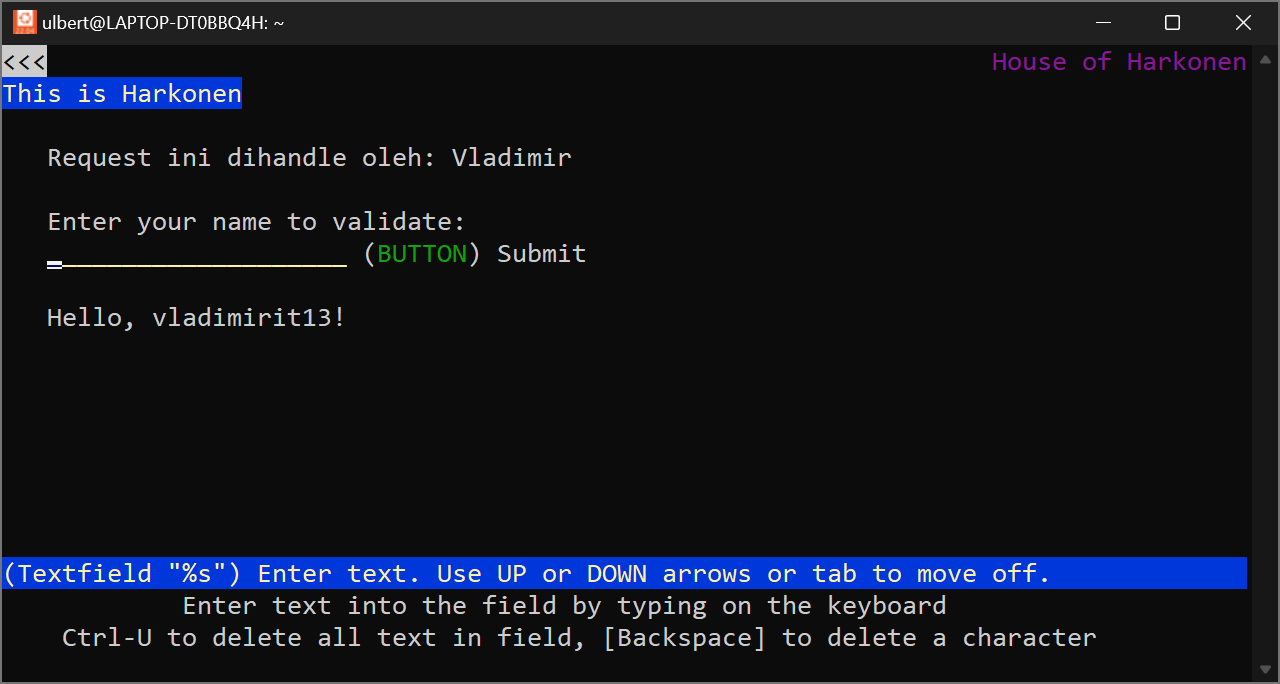 ulbert@LAPTOP-DT0BBQ4H: ~
<<< House of Harkonen
This is Harkonen
Request ini dihandle oleh: Vladimir
Enter your name to validate:
____________________ (BUTTON) Submit
Hello, vladimirit13!
(Textfield "%s") Enter text. Use UP or DOWN arrows or tab to move off.
Enter text into the field by typing on the keyboard
Ctrl-U to delete all text in field, [Backspace] to delete a character